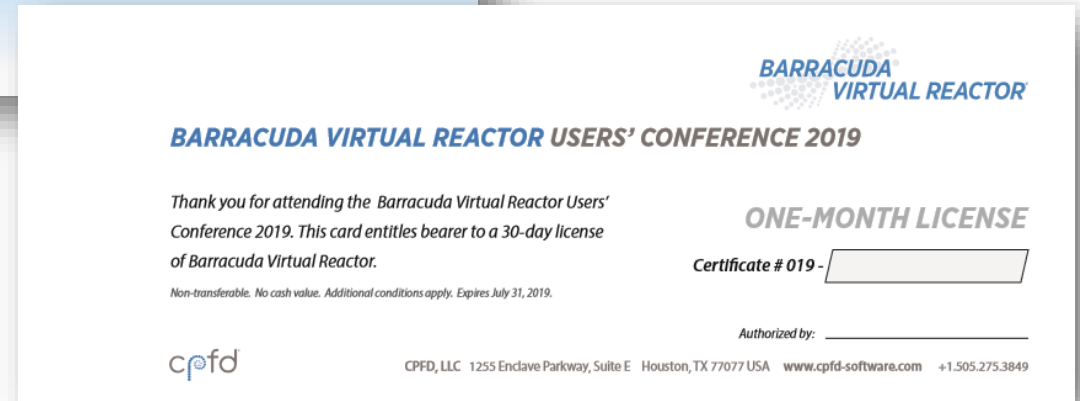 BARRACUDA
VIRTUAL REACTOR
BARRACUDA VIRTUAL REACTOR USERS' CONFERENCE 2019
Thank you for attending the Barracuda Virtual Reactor Users'
Conference 2019. This card entitles bearer to a 30-day license
of Barracuda Virtual Reactor.
Non-transferable. No cash value. Additional conditions apply. Expires July 31, 2019.
ONE-MONTH LICENSE
Certificate # 019 -
Authorized by:
cpfd
CPFD, LLC 1255 Enclave Parkway, Suite E Houston, TX 77077 USA www.cpfd-software.com +1.505.275.3849